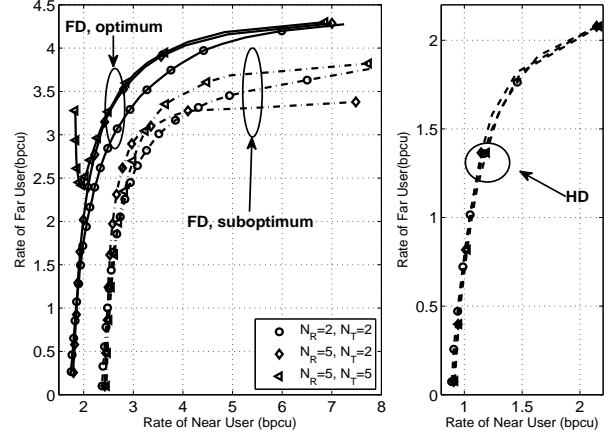 4.5
4
3.5
3
2.5
2
1.5
1
0.5
0
Rate of Far User(bpcu)
FD, optimum
FD, suboptimum
N_R=2, N_T=2
N_R=5, N_T=2
N_R=5, N_T=5
2 3 4 5 6 7 8
Rate of Near User (bpcu)
2
1.5
1
0.5
0
Rate of Far User(bpcu)
HD
1 1.5 2
Rate of Near User (bpcu)